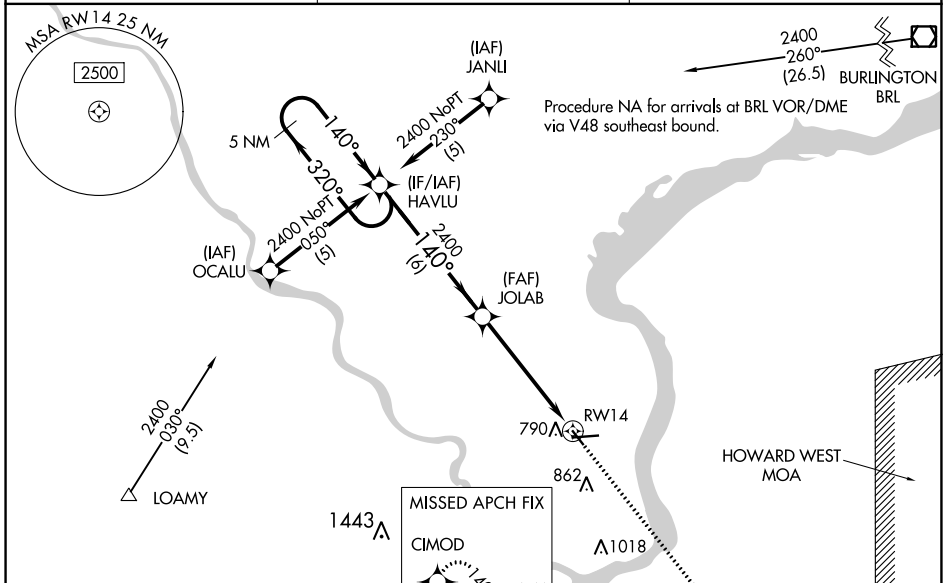 MSA RW14 25 NM
2500
(IAF)
JANLI
2400
260°
(26.5)
BURLINGTON
BRL
Procedure NA for arrivals at BRL VOR/DME
via V48 southeast bound.
2400 NoPT
230°
(5)
5 NM
140°
320°
(IF/IAF)
HAVLU
2400 NoPT
050°
(5)
(IAF)
OCALU
2400
140°
(6)
(FAF)
JOLAB
2400
030°
(9.5)
LOAMY
790
RW14
862
HOWARD WEST
MOA
1443
MISSED APCH FIX
CIMOD
1018